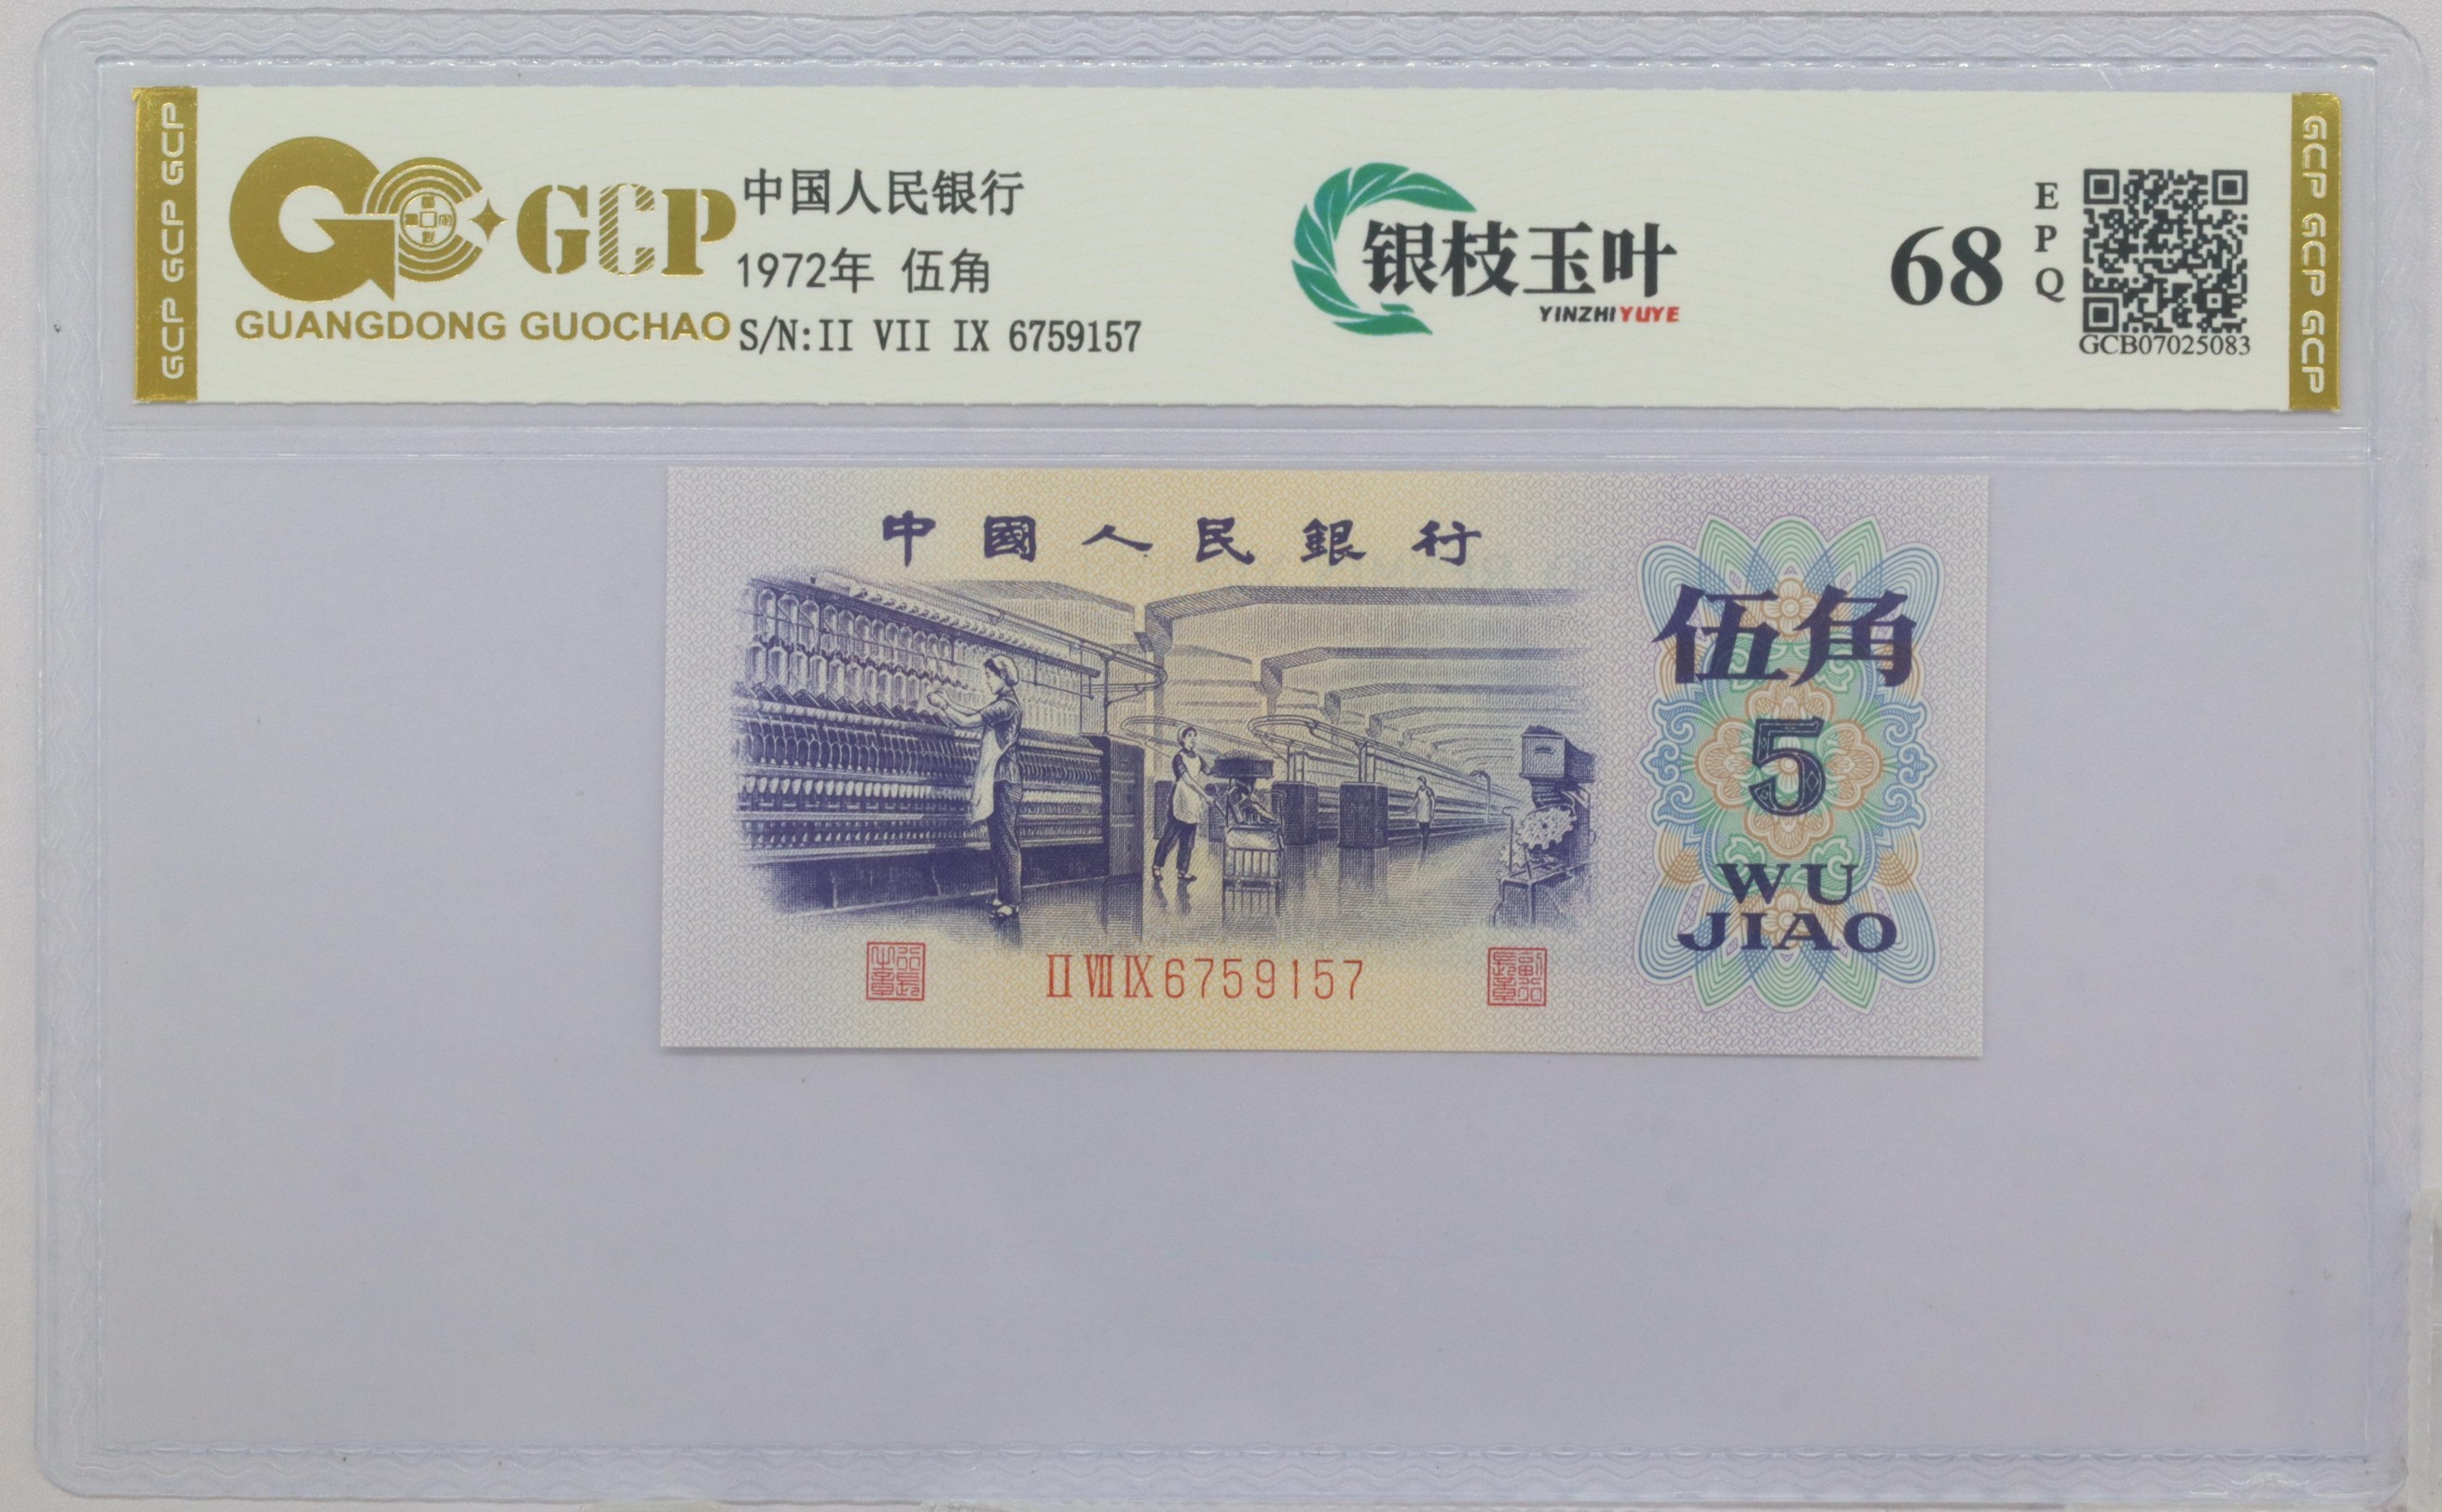 GCP GCP GCP
GCP
GUANGDONG GUOCHAO
中国人民银行
1972年 伍角
S/N:II VII IX 6759157
银枝玉叶
YINZHIYUYE
68
EPQ
GCB07025083
GCP GCP GCP
中國人民銀行
伍角
5
WU
JIAO
II VII IX 6759157